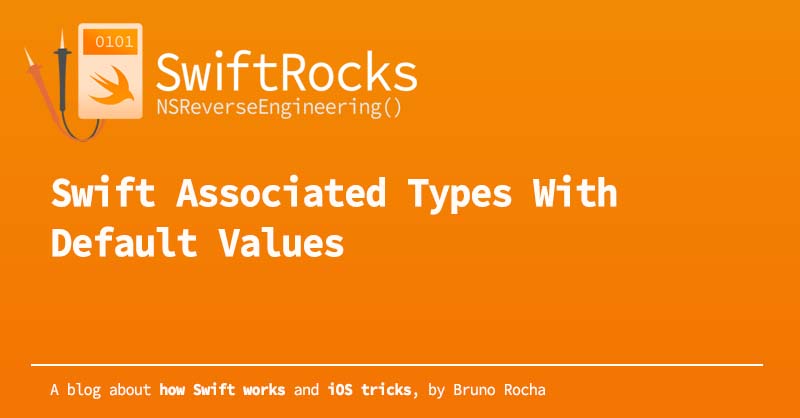 0101
SwiftRocks
NSReverseEngineering()
Swift Associated Types With
Default Values
A blog about how Swift works and iOS tricks, by Bruno Rocha